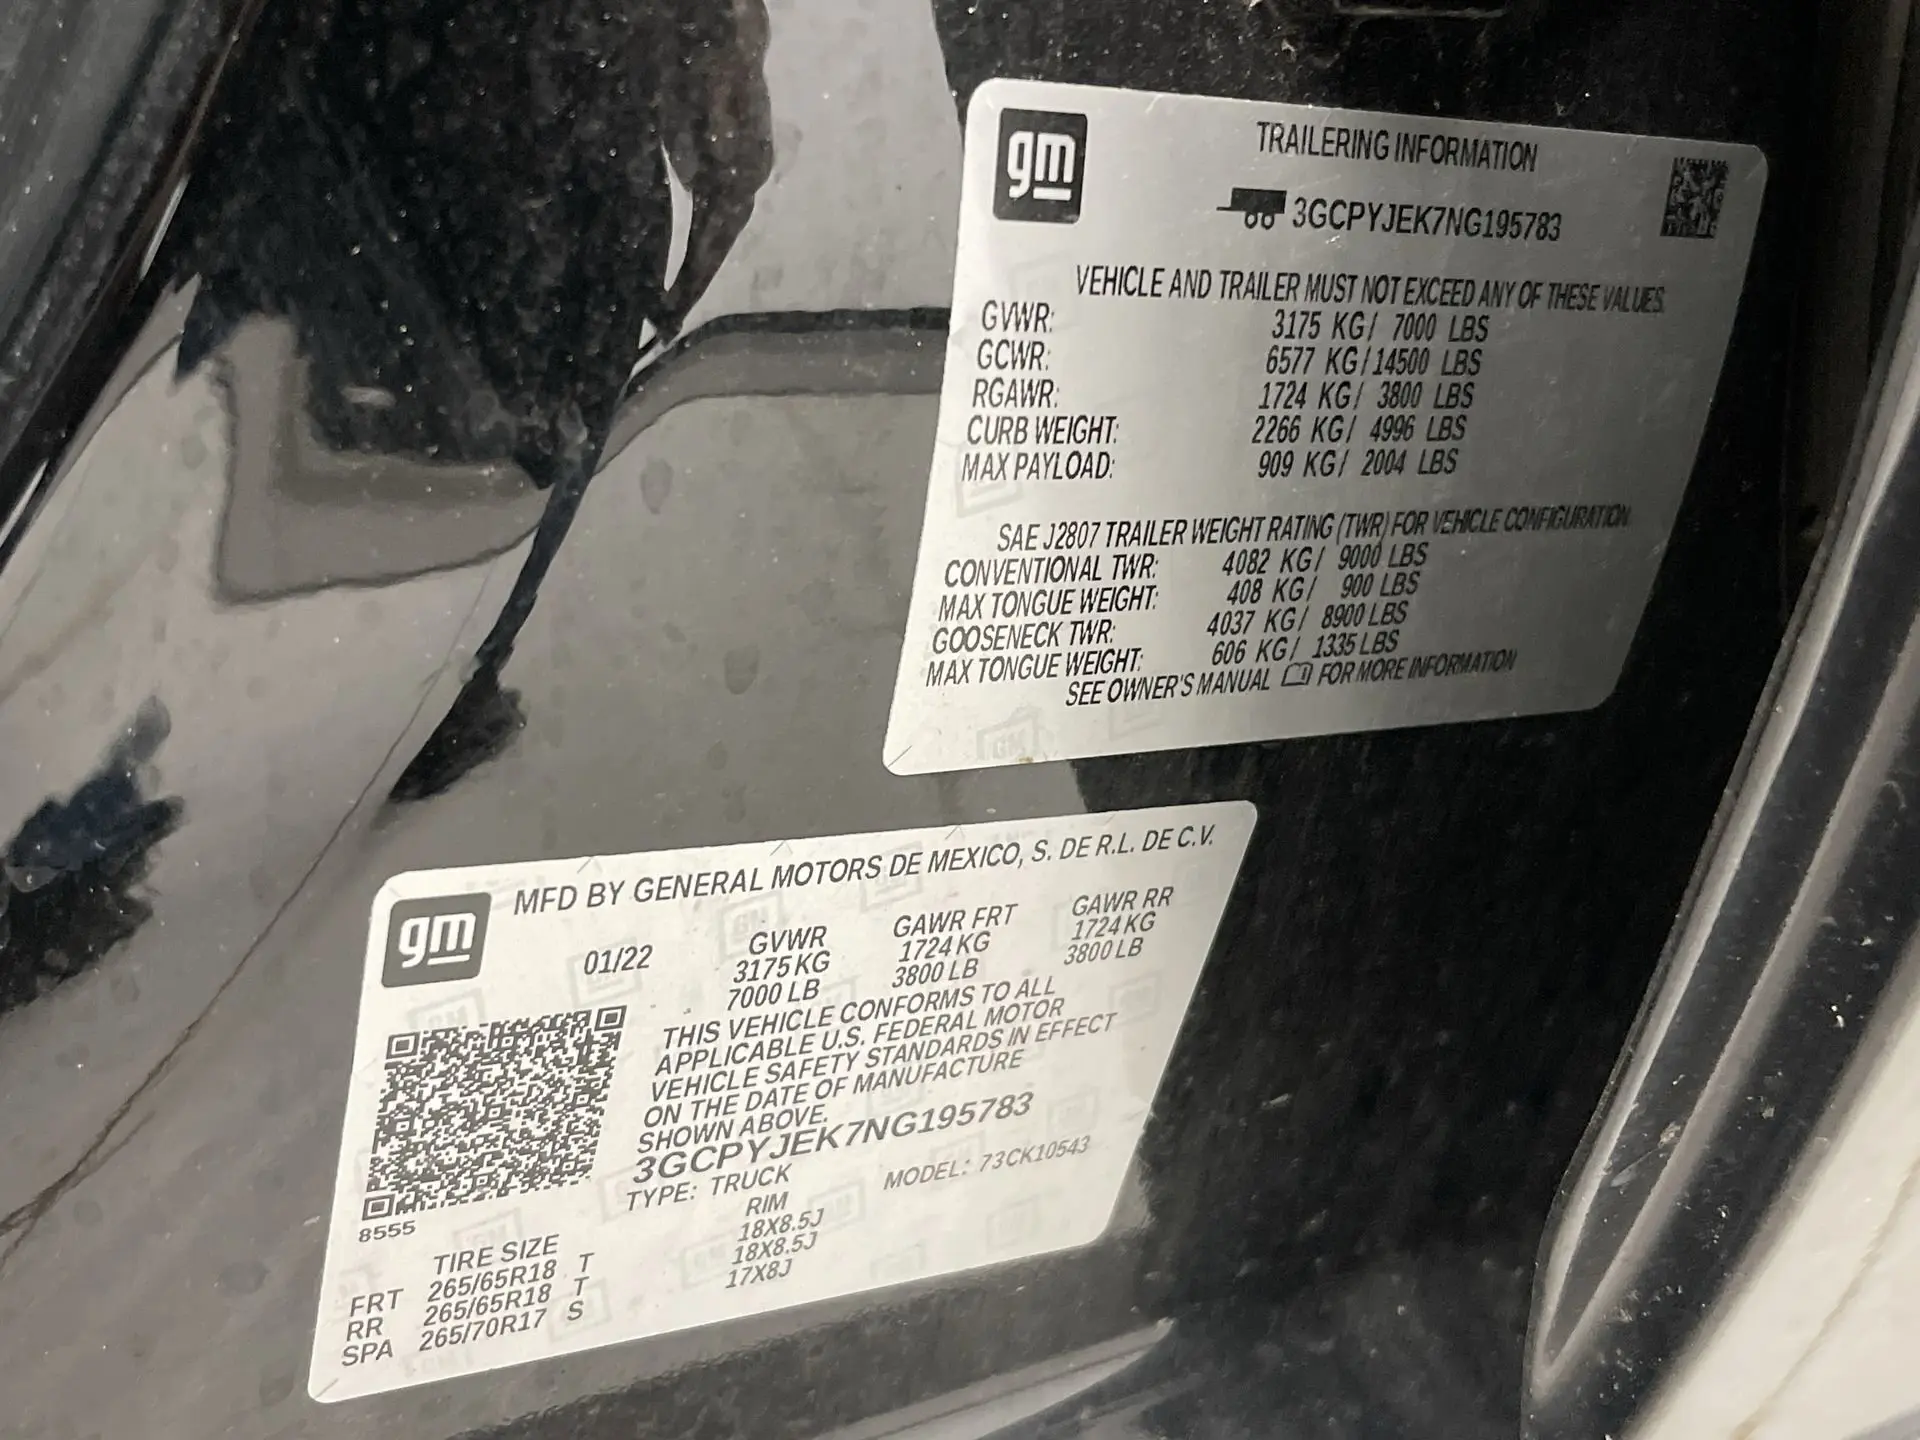 gm
TRAILERING INFORMATION
3GCPYJEK7NG195783
VEHICLE AND TRAILER MUST NOT EXCEED ANY OF THESE VALUES.
GVWR: 3175 KG/ 7000 LBS
GCWR: 6577 KG/14500 LBS
RGAWR: 1724 KG/ 3800 LBS
CURB WEIGHT: 2266 KG/ 4996 LBS
MAX PAYLOAD: 909 KG/ 2004 LBS
SAE J2807 TRAILER WEIGHT RATING (TWR) FOR VEHICLE CONFIGURATION
CONVENTIONAL TWR: 4082 KG/ 9000 LBS
MAX TONGUE WEIGHT: 408 KG/ 900 LBS
GOOSENECK TWR: 4037 KG/ 8900 LBS
MAX TONGUE WEIGHT: 606 KG/ 1335 LBS
SEE OWNER'S MANUAL FOR MORE INFORMATION
gm
MFD BY GENERAL MOTORS DE MEXICO, S. DE R.L. DE C.V.
01/22 GVWR GAWR FRT GAWR RR
3175 KG 1724 KG 1724 KG
7000 LB 3800 LB 3800 LB
THIS VEHICLE CONFORMS TO ALL
APPLICABLE U.S. FEDERAL MOTOR
VEHICLE SAFETY STANDARDS IN EFFECT
ON THE DATE OF MANUFACTURE
SHOWN ABOVE.
3GCPYJEK7NG195783
TYPE: TRUCK MODEL: 73CK10543
8555
TIRE SIZE RIM
FRT 265/65R18 T 18X8.5J
RR 265/65R18 T 18X8.5J
SPA 265/70R17 S 17X8J